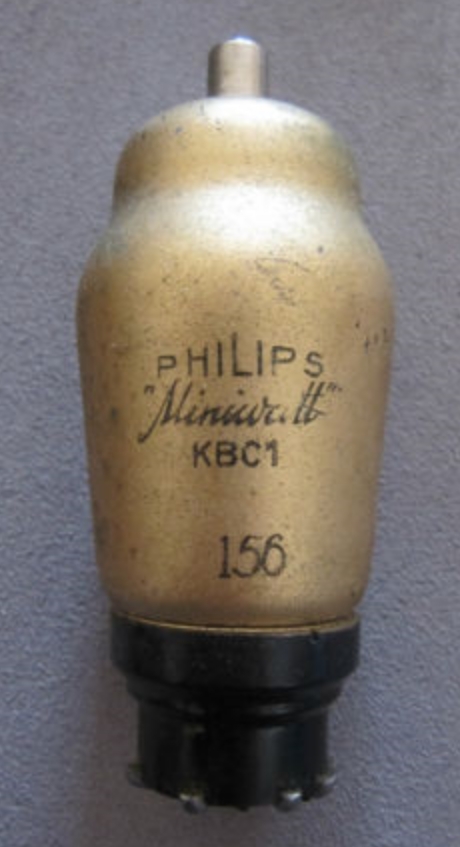 PHILIPS
"Miniwatt"
KBC1
156